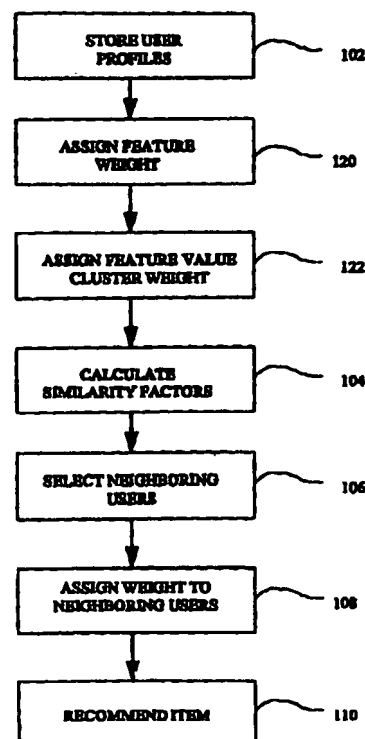 STORE USER
PROFILES
102
ASSIGN FEATURE
WEIGHT
120
ASSIGN FEATURE VALUE
CLUSTER WEIGHT
122
CALCULATE
SIMILARITY FACTORS
104
SELECT NEIGHBORING
USERS
106
ASSIGN WEIGHT TO
NEIGHBORING USERS
108
RECOMMEND ITEM
110